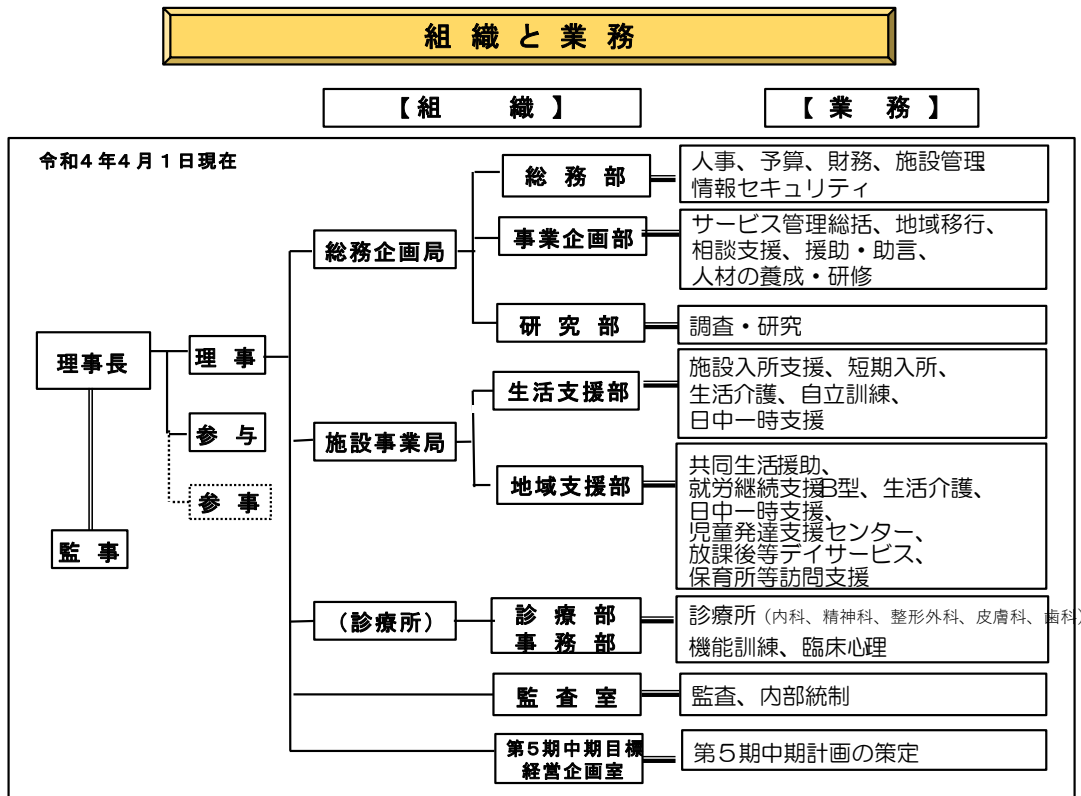 組織と業務
【組　　織】
【業　務】
令和4年4月1日現在
総務部
人事、予算、財務、施設管理、
情報セキュリティ
総務企画局
事業企画部
サービス管理総括、地域移行、
相談支援、援助・助言、
人材の養成・研修
研究部
調査・研究
理事長
理事
生活支援部
施設入所支援、短期入所、
生活介護、自立訓練、
日中一時支援
参与
施設事業局
参事
地域支援部
共同生活援助、
就労継続支援B型、生活介護、
日中一時支援、
児童発達支援センター、
放課後等デイサービス、
保育所等訪問支援
監事
（診療所）
診療部
事務部
診療所（内科、精神科、整形外科、皮膚科、歯科）
機能訓練、臨床心理
監査室
監査、内部統制
第5期中期目標
経営企画室
第5期中期計画の策定